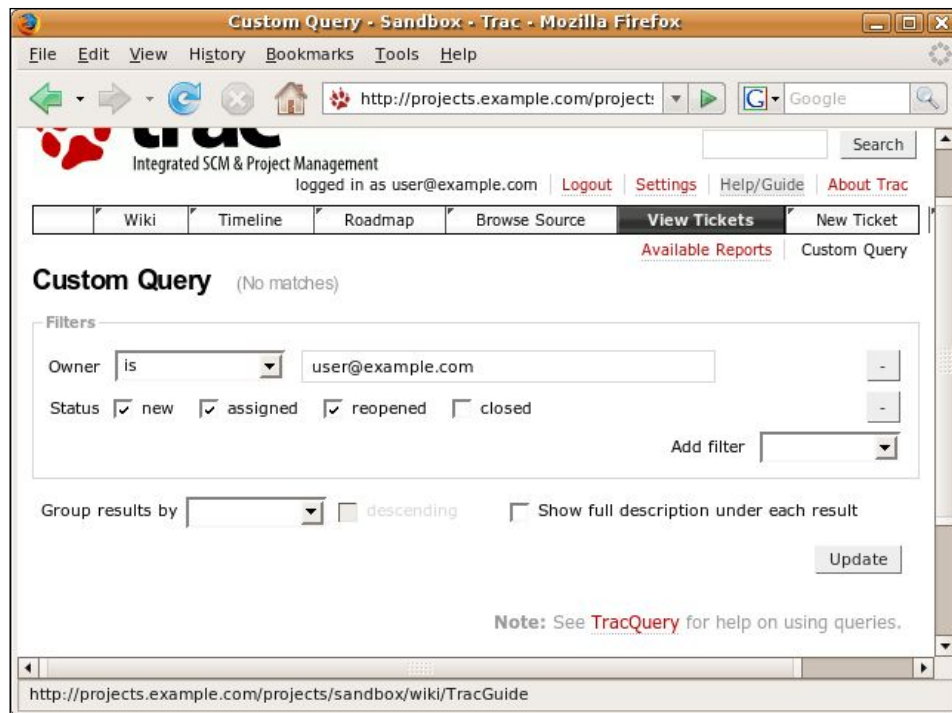 Custom Query - Sandbox - Trac - Mozilla Firefox
File Edit View History Bookmarks Tools Help
http://projects.example.com/project: G Google
trac
Integrated SCM & Project Management Search
logged in as user@example.com Logout Settings Help/Guide About Trac
Wiki Timeline Roadmap Browse Source View Tickets New Ticket
Available Reports Custom Query
Custom Query (No matches)
Filters
Owner is user@example.com -
Status new assigned reopened closed -
Add filter
Group results by descending Show full description under each result
Update
Note: See TracQuery for help on using queries.
http://projects.example.com/projects/sandbox/wiki/TracGuide